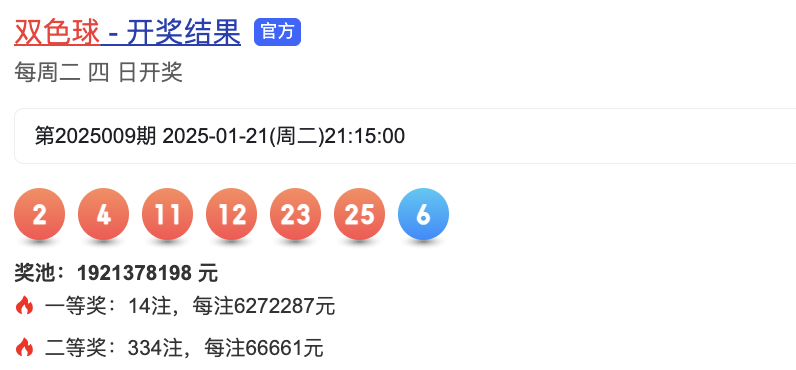 双色球 - 开奖结果 官方
每周二 四 日开奖
第2025009期 2025-01-21(周二)21:15:00
2 4 11 12 23 25 6
奖池：1921378198 元
一等奖：14注，每注6272287元
二等奖：334注，每注66661元